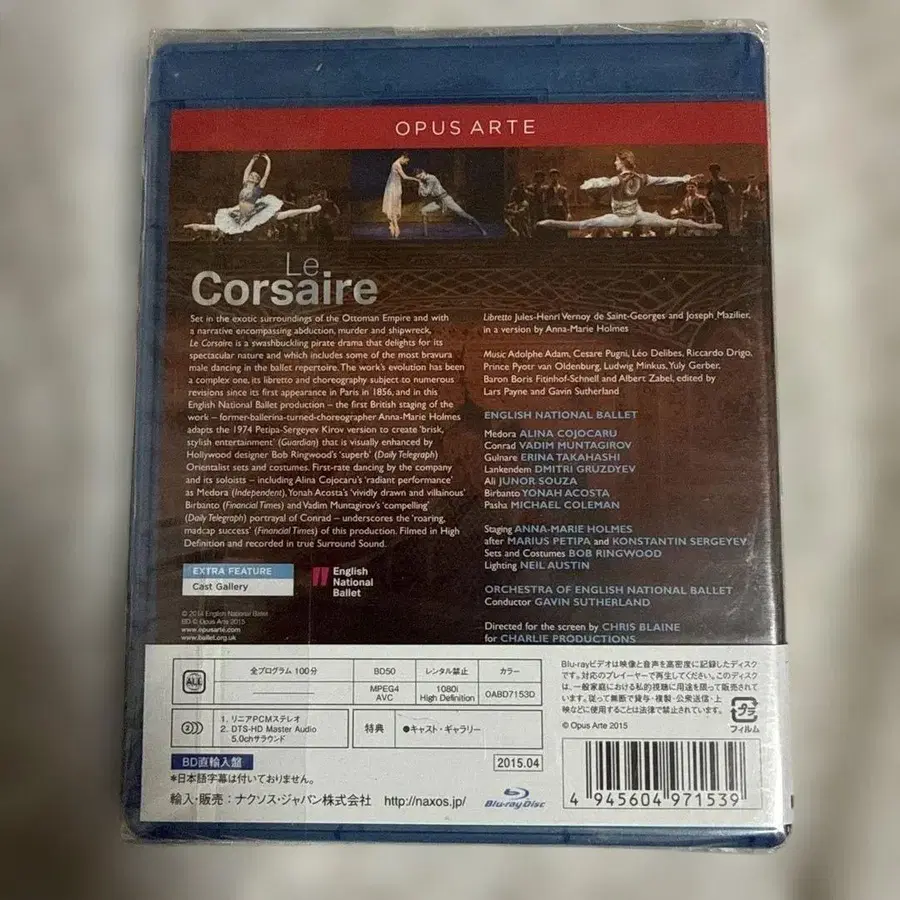 OPUS ARTE
Le
Corsaire
Set in the exotic surroundings of the Ottoman Empire and with
a narrative encompassing abduction, murder and shipwreck,
Le Corsaire is a swashbuckling pirate drama that delights for its
spectacular nature and which includes some of the most bravura
male dancing in the ballet repertoire. The work's evolution has been
a complex one, its libretto and choreography subject to numerous
revisions since its first appearance in Paris in 1856, and in this
English National Ballet production – the first British staging of the
work – former-ballerina-turned-choreographer Anna-Marie Holmes
adapts the 1974 Petipa-Sergeyev Kirov version to create 'brisk,
stylish entertainment' (Guardian) that is visually enhanced by
Hollywood designer Bob Ringwood's 'superb' (Daily Telegraph)
Orientalist sets and costumes. First-rate dancing by the company
and its soloists – including Alina Cojocaru's 'radiant performance'
as Medora (Independent), Yonah Acosta's 'vividly drawn and villainous'
Birbanto (Financial Times) and Vadim Muntagirov's 'compelling'
(Daily Telegraph) portrayal of Conrad – underscores the 'roaring,
madcap success' (Financial Times) of this production. Filmed in High
Definition and recorded in true Surround Sound.
EXTRA FEATURE
Cast Gallery
English
National
Ballet
© 2014 English National Ballet
BD © Opus Arte 2015
www.opusarte.com
www.ballet.org.uk
Libretto Jules-Henri Vernoy de Saint-Georges and Joseph Mazilier,
in a version by Anna-Marie Holmes
Music Adolphe Adam, Cesare Pugni, Léo Delibes, Riccardo Drigo,
Prince Pyotr van Oldenburg, Ludwig Minkus, Yuly Gerber,
Baron Boris Fitinhof-Schnell and Albert Zabel, edited by
Lars Payne and Gavin Sutherland
ENGLISH NATIONAL BALLET
Medora ALINA COJOCARU
Conrad VADIM MUNTAGIROV
Gulnare ERINA TAKAHASHI
Lankendem DMITRI GRUZDYEV
Ali JUNOR SOUZA
Birbanto YONAH ACOSTA
Pasha MICHAEL COLEMAN
Staging ANNA-MARIE HOLMES
after MARIUS PETIPA and KONSTANTIN SERGEYEV
Sets and Costumes BOB RINGWOOD
Lighting NEIL AUSTIN
ORCHESTRA OF ENGLISH NATIONAL BALLET
Conductor GAVIN SUTHERLAND
Directed for the screen by CHRIS BLAINE
for CHARLIE PRODUCTIONS
ALL
全プログラム 100分
BD50
レンタル禁止
カラー
MPEG4
AVC
1080i
High Definition
OABD7153D
2
1. リニアPCMステレオ
2. DTS-HD Master Audio
5.0chサラウンド
特典
●キャスト・ギャラリー
BD直輸入盤
2015.04
*日本語字幕は付いておりません。
輸入・販売：ナクソス・ジャパン株式会社 http://naxos.jp/
Blu-ray Disc
Blu-rayビデオは映像と音声を高密度に記録したディスク
です。対応のプレイヤーで再生してください。このディスク
は、一般家庭における私的聴視に用途を限って販売です。従って無断で貸与・複製・公衆送信・上
映などに使用することは法律で禁止されています。
© Opus Arte 2015
プラ
フィルム
4 945604 971539